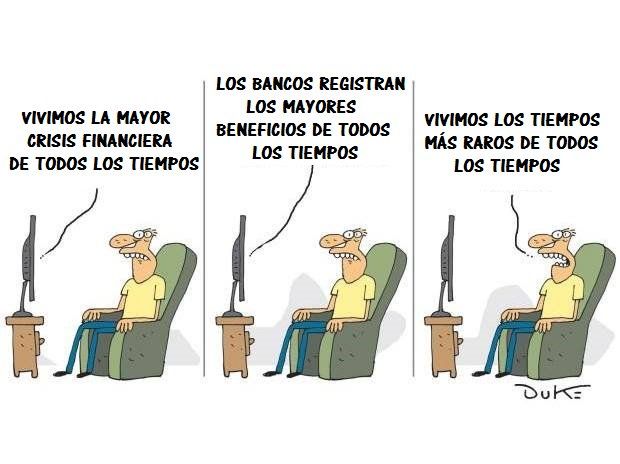 VIVIMOS LA MAYOR
CRISIS FINANCIERA
DE TODOS LOS TIEMPOS
LOS BANCOS REGISTRAN
LOS MAYORES
BENEFICIOS DE TODOS
LOS TIEMPOS
VIVIMOS LOS TIEMPOS
MÁS RAROS DE TODOS
LOS TIEMPOS
DUKE